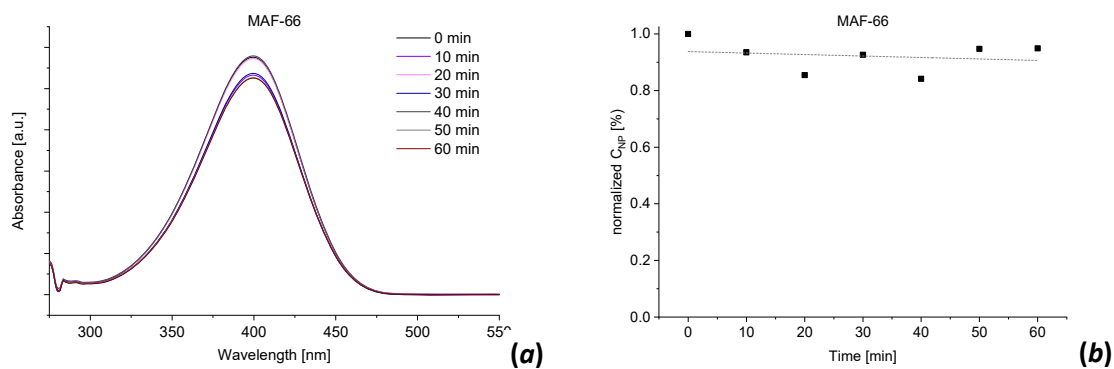 MAF-66
0 min
10 min
20 min
30 min
40 min
50 min
60 min
Absorbance [a.u.]
300 350 400 450 500 550
Wavelength [nm]
(a)
MAF-66
1.0
0.8
0.6
0.4
0.2
0.0
normalized C_NP [%]
0 10 20 30 40 50 60
Time [min]
(b)